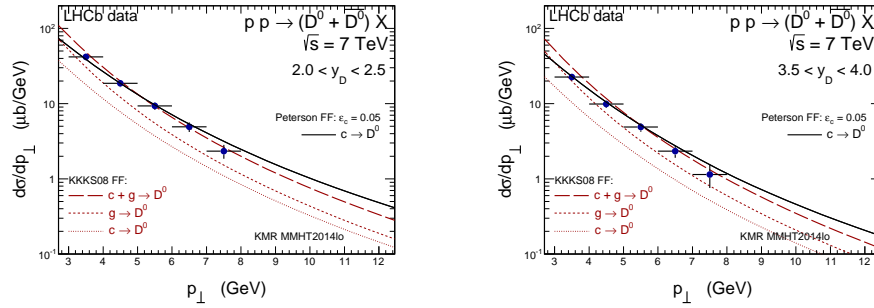 LHCb data
p p → (D⁰ + D̅⁰) X
√s = 7 TeV
2.0 < y_D < 2.5
Peterson FF: ε_c = 0.05
c → D⁰
KKKS08 FF:
c + g → D⁰
g → D⁰
c → D⁰
KMR MMHT2014lo
dσ/dp_⊥ (μb/GeV)
10²
10
1
10⁻¹
3 4 5 6 7 8 9 10 11 12
p_⊥ (GeV)
LHCb data
p p → (D⁰ + D̅⁰) X
√s = 7 TeV
3.5 < y_D < 4.0
Peterson FF: ε_c = 0.05
c → D⁰
KKKS08 FF:
c + g → D⁰
g → D⁰
c → D⁰
KMR MMHT2014lo
dσ/dp_⊥ (μb/GeV)
10²
10
1
10⁻¹
3 4 5 6 7 8 9 10 11 12
p_⊥ (GeV)